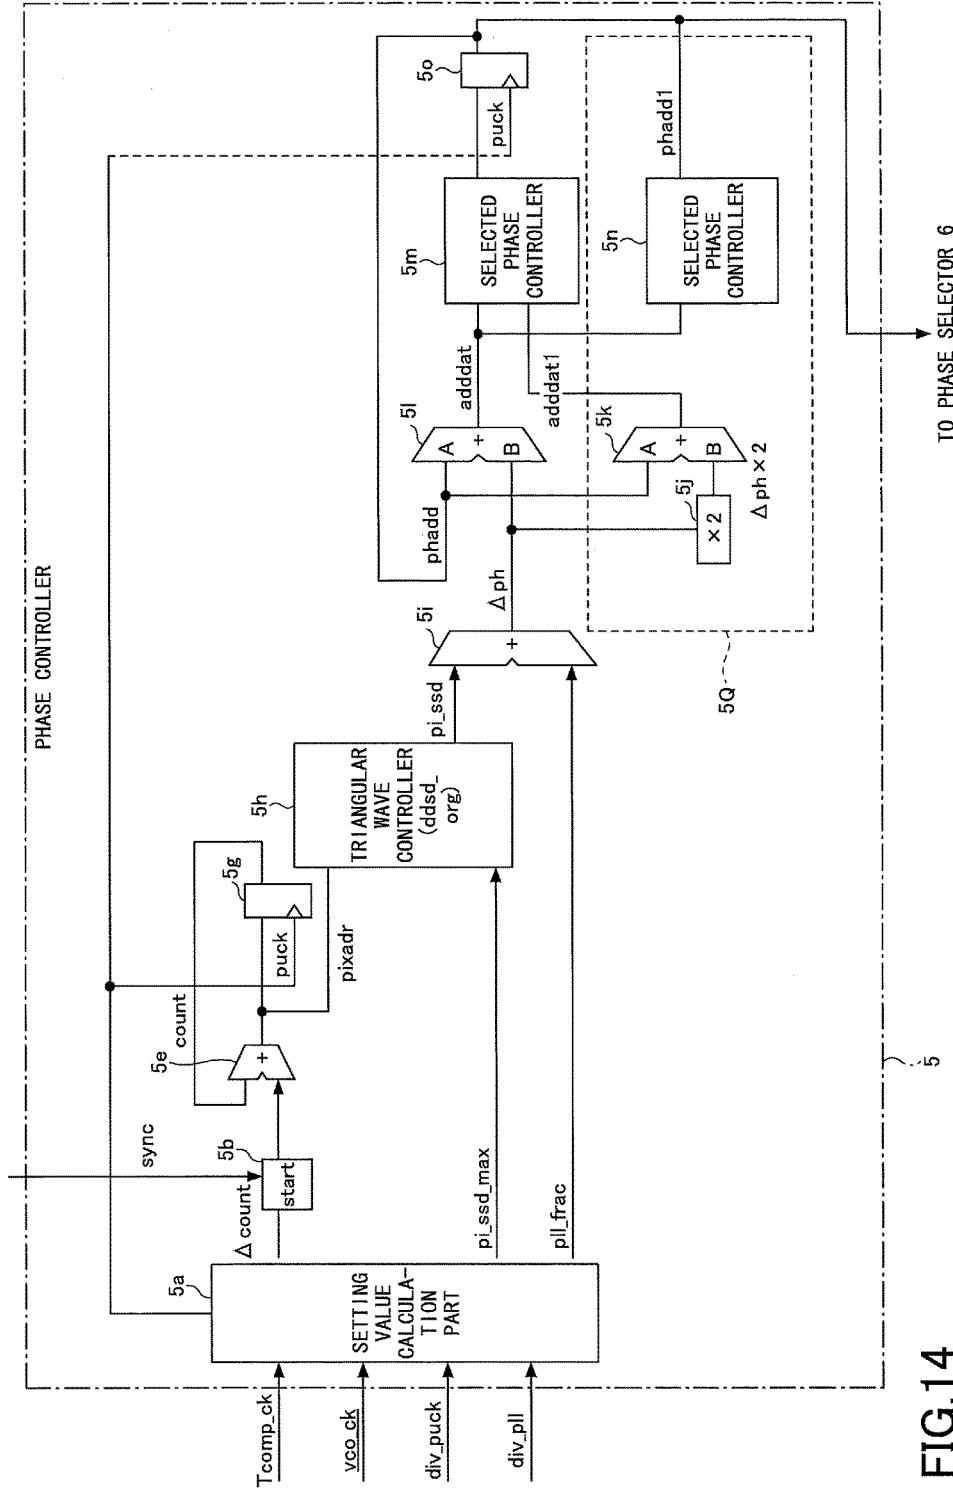 PHASE CONTROLLER
Tcomp_ck
vco_ck
div_puck
div_pll
5a
SETTING
VALUE
CALCULA-
TION
PART
Δcount
sync
5b
start
pi_ssd_max
pll_frac
5e
+
count
puck
5g
pixadr
5h
TRIANGULAR
WAVE
CONTROLLER
(ddsd_
org)
pi_ssd
5i
+
Δph
phadd
5l
A
+
B
adddat
adddat1
5j
×2
Δph×2
5k
A
+
B
5m
SELECTED
PHASE
CONTROLLER
5n
SELECTED
PHASE
CONTROLLER
puck
5o
phadd1
5Q
5
TO PHASE SELECTOR 6
FIG.14